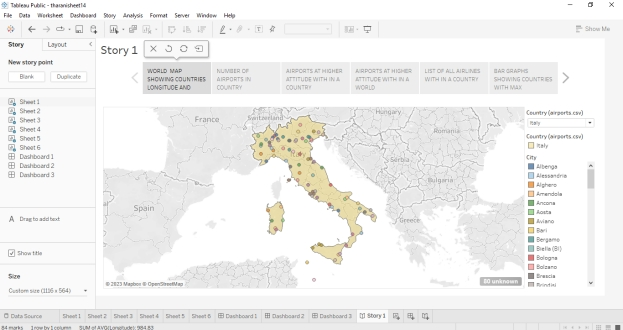 Tableau Public - tharanisheet14
File Data Worksheet Dashboard Story Analysis Format Server Window Help
Show Me
Story Layout
New story point
Blank Duplicate
Sheet 1
Sheet 2
Sheet 3
Sheet 4
Sheet 5
Sheet 6
Dashboard 1
Dashboard 2
Dashboard 3
A Drag to add text
Show title
Size
Custom size (1116 x 564)
Story 1
WORLD MAP
SHOWING COUNTRIES
LONGITUDE AND
NUMBER OF
AIRPORTS IN
COUNTRY
AIRPORTS AT HIGHER
ATTITUDE WITH IN A
COUNTRY
AIRPORTS AT HIGHER
ATTITUDE WITH IN A
WORLD
LIST OF ALL AIRLINES
WITH IN A COUNTRY
BAR GRAPHS
SHOWING COUNTRIES
WITH MAX
France
Switzerland
Hungary
Romania
Serbia
Bulgaria
Spain
Greece
© 2023 Mapbox © OpenStreetMap
80 unknown
Country (airports.csv)
Italy
Country (airports.csv)
Italy
City
Albenga
Alessandria
Alghero
Amendola
Ancona
Aosta
Aviano
Bari
Bergamo
Biella (BI)
Bologna
Bolzano
Brescia
Brindisi
Data Source Sheet 1 Sheet 2 Sheet 3 Sheet 4 Sheet 5 Sheet 6 Dashboard 1 Dashboard 2 Dashboard 3 Story 1
84 marks 1 row by 1 column SUM of AVG(Longitude): 984.83